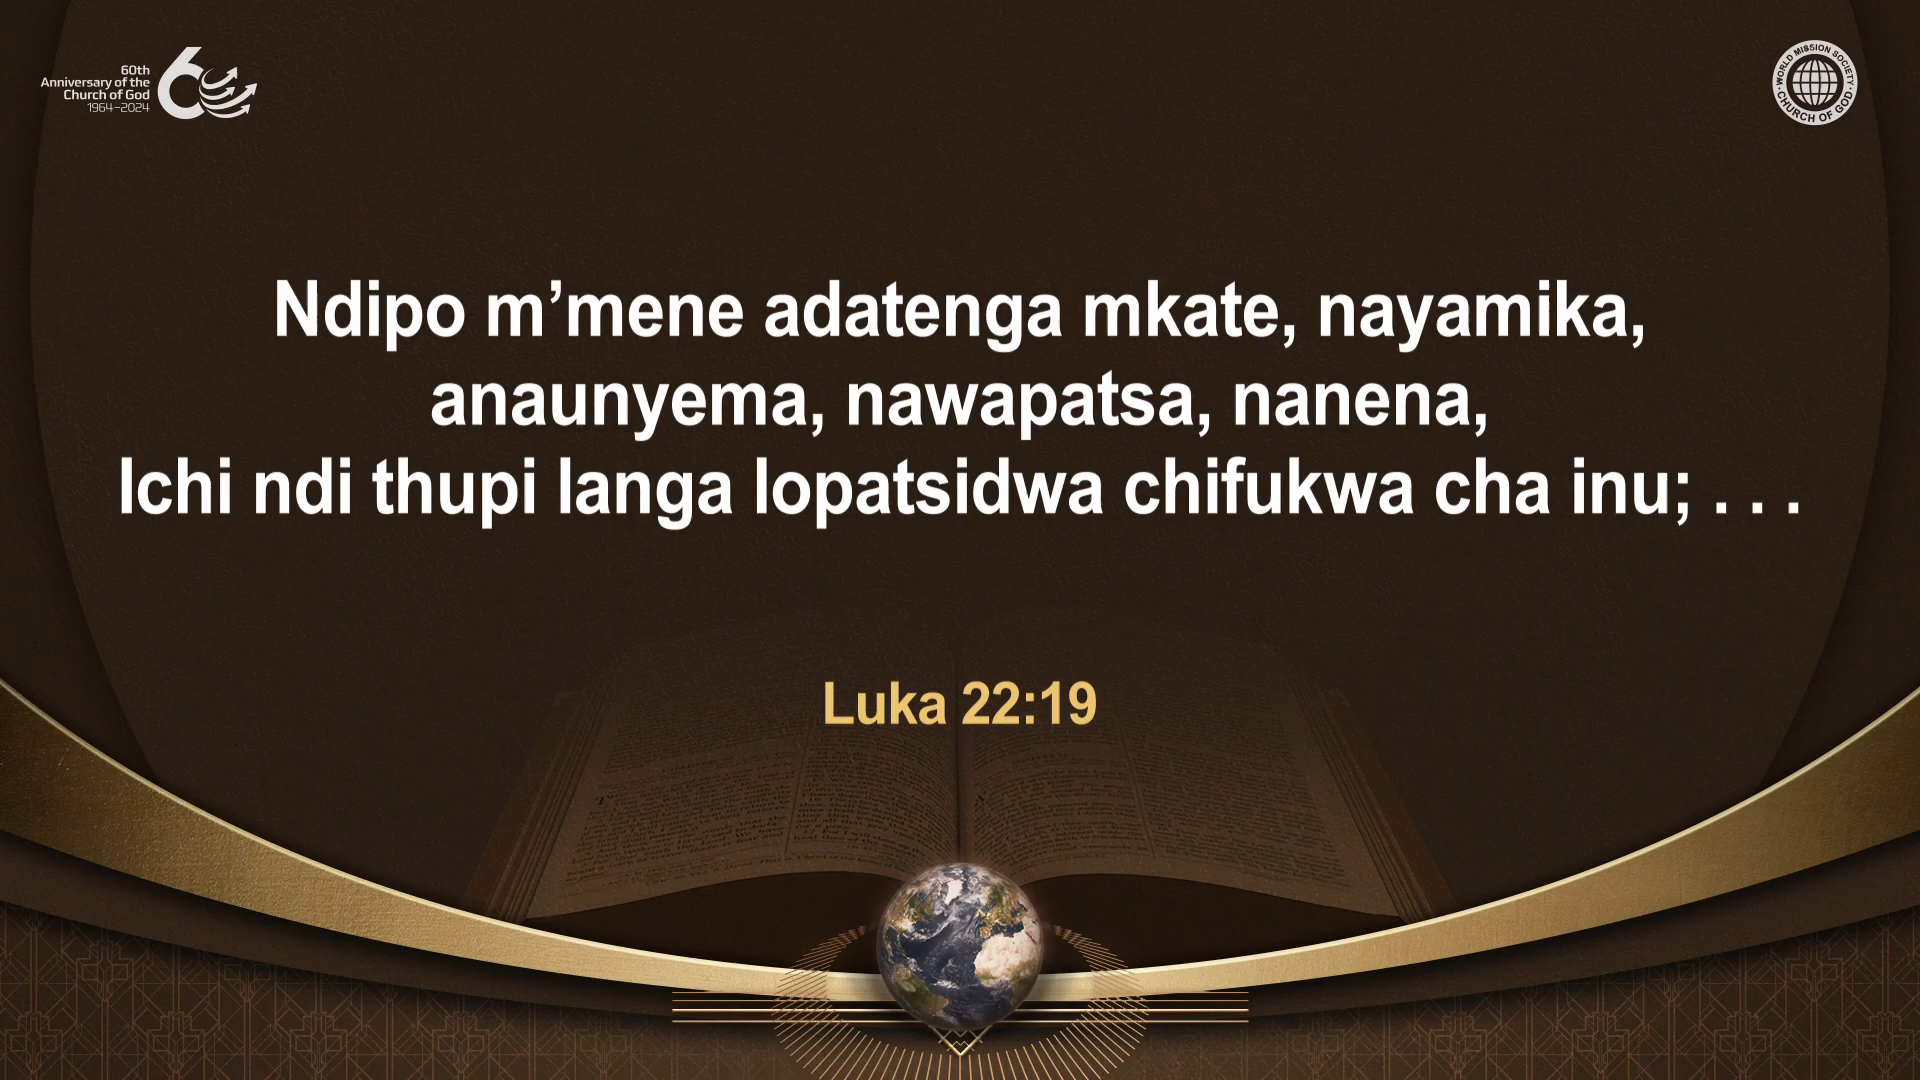 60th
Anniversary of the
Church of God
1964–2024
WORLD MISSION SOCIETY
CHURCH OF GOD
Ndipo m’mene adatenga mkate, nayamika,
anaunyema, nawapatsa, nanena,
Ichi ndi thupi langa lopatsidwa chifukwa cha inu; . . .
Luka 22:19